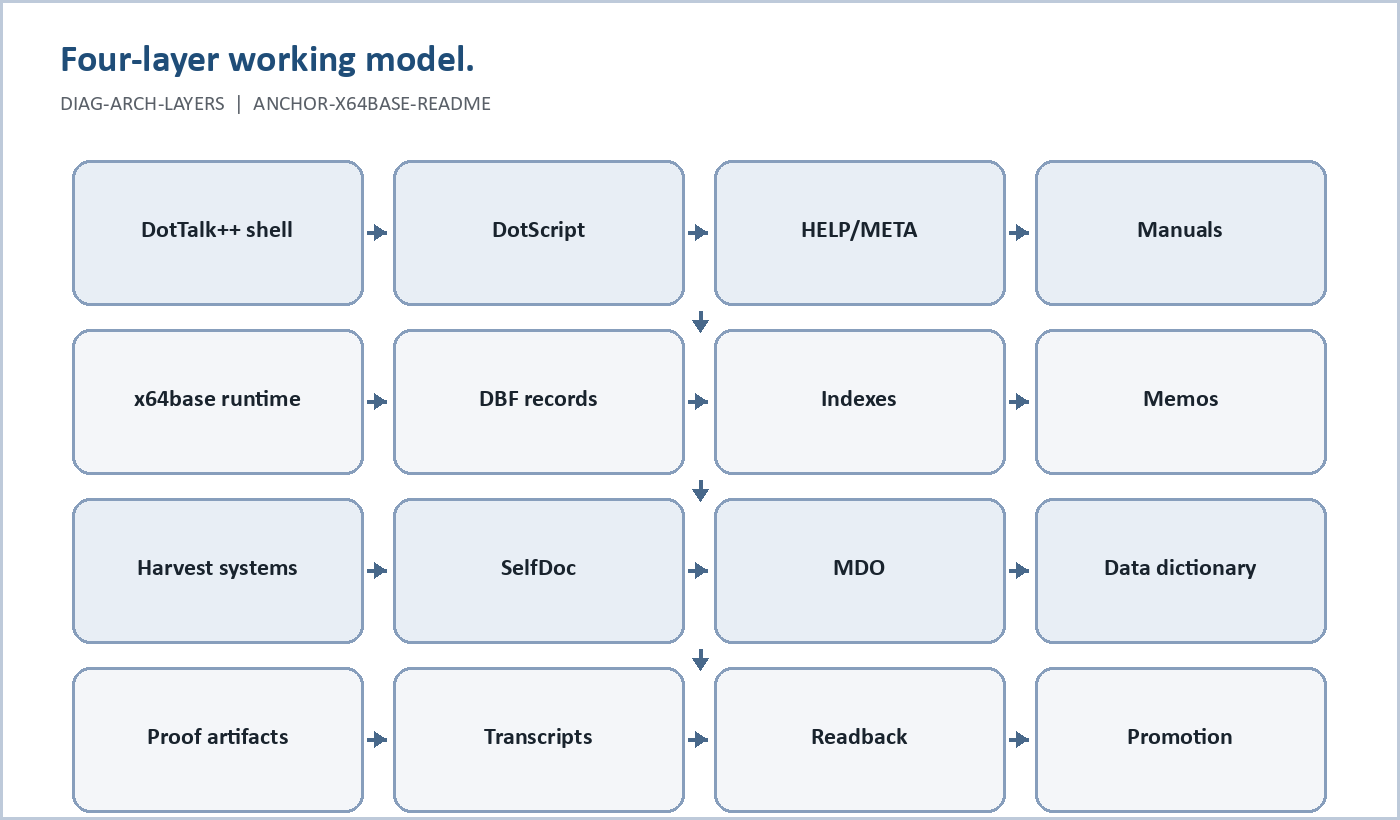 Four-layer working model.
DIAG-ARCH-LAYERS | ANCHOR-X64BASE-README
DotTalk++ shell
DotScript
HELP/META
Manuals
x64base runtime
DBF records
Indexes
Memos
Harvest systems
SelfDoc
MDO
Data dictionary
Proof artifacts
Transcripts
Readback
Promotion